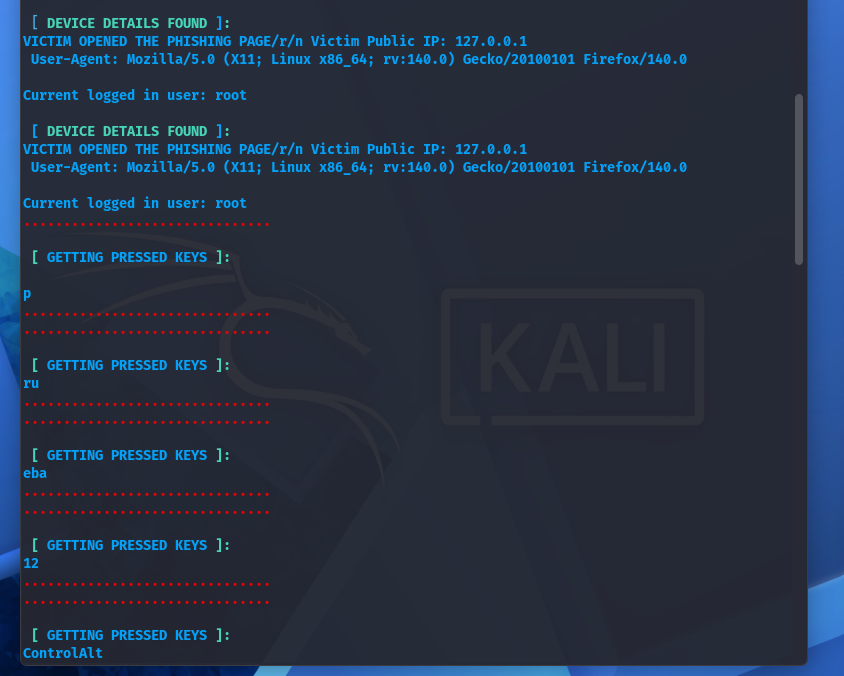 [ DEVICE DETAILS FOUND ]:
VICTIM OPENED THE PHISHING PAGE/r/n Victim Public IP: 127.0.0.1
User-Agent: Mozilla/5.0 (X11; Linux x86_64; rv:140.0) Gecko/20100101 Firefox/140.0
Current logged in user: root
[ DEVICE DETAILS FOUND ]:
VICTIM OPENED THE PHISHING PAGE/r/n Victim Public IP: 127.0.0.1
User-Agent: Mozilla/5.0 (X11; Linux x86_64; rv:140.0) Gecko/20100101 Firefox/140.0
Current logged in user: root
...............................
[ GETTING PRESSED KEYS ]:
p
...............................
...............................
[ GETTING PRESSED KEYS ]:
ru
...............................
...............................
[ GETTING PRESSED KEYS ]:
eba
...............................
...............................
[ GETTING PRESSED KEYS ]:
12
...............................
...............................
[ GETTING PRESSED KEYS ]:
ControlAlt
KALI